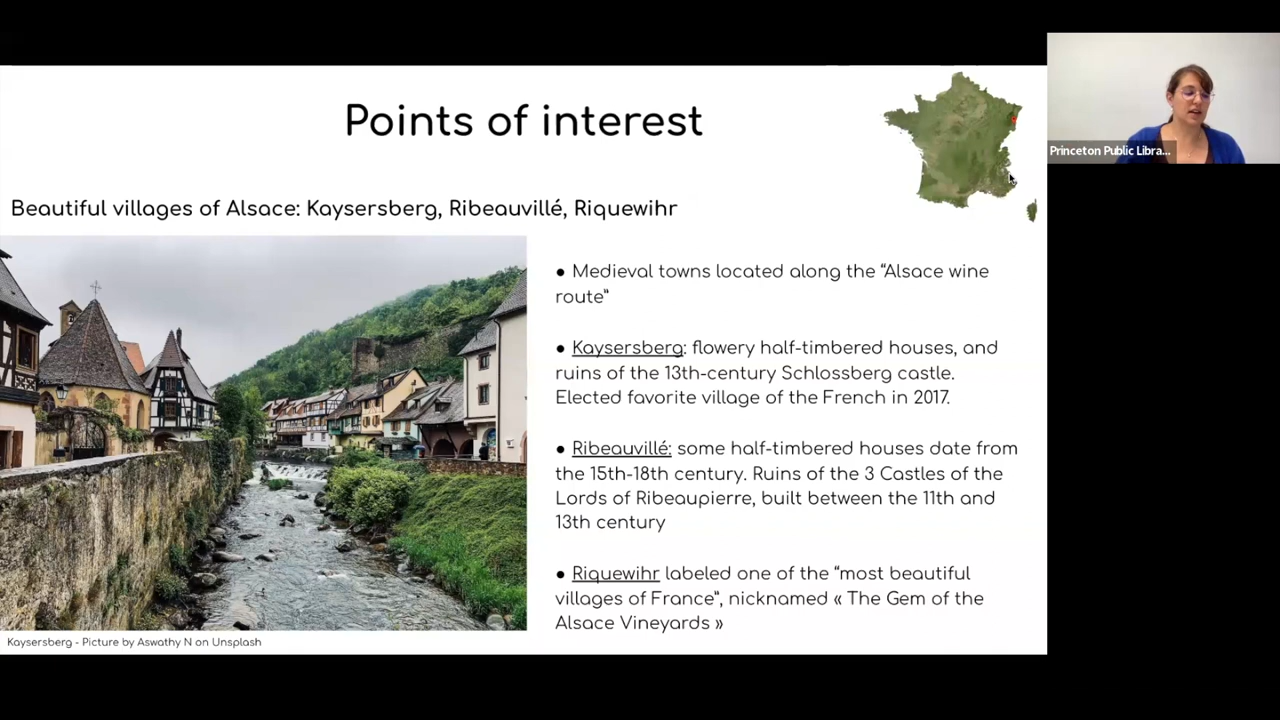 Points of interest
Princeton Public Libra...
Beautiful villages of Alsace: Kaysersberg, Ribeauvillé, Riquewihr
● Medieval towns located along the “Alsace wine
route”
● Kaysersberg: flowery half-timbered houses, and
ruins of the 13th-century Schlossberg castle.
Elected favorite village of the French in 2017.
● Ribeauvillé: some half-timbered houses date from
the 15th-18th century. Ruins of the 3 Castles of the
Lords of Ribeaupierre, built between the 11th and
13th century
● Riquewihr labeled one of the “most beautiful
villages of France”, nicknamed « The Gem of the
Alsace Vineyards »
Kaysersberg - Picture by Aswathy N on Unsplash